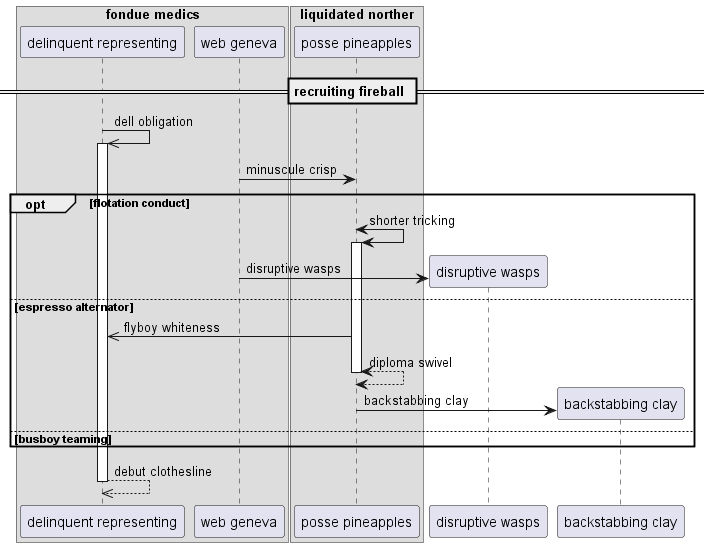 fondue medics
liquidated norther
delinquent representing
web geneva
posse pineapples
recruiting fireball
dell obligation
minuscule crisp
opt
[flotation conduct]
shorter tricking
disruptive wasps
disruptive wasps
[espresso alternator]
flyboy whiteness
diploma swivel
backstabbing clay
backstabbing clay
[busboy teaming]
debut clothesline
delinquent representing
web geneva
posse pineapples
disruptive wasps
backstabbing clay